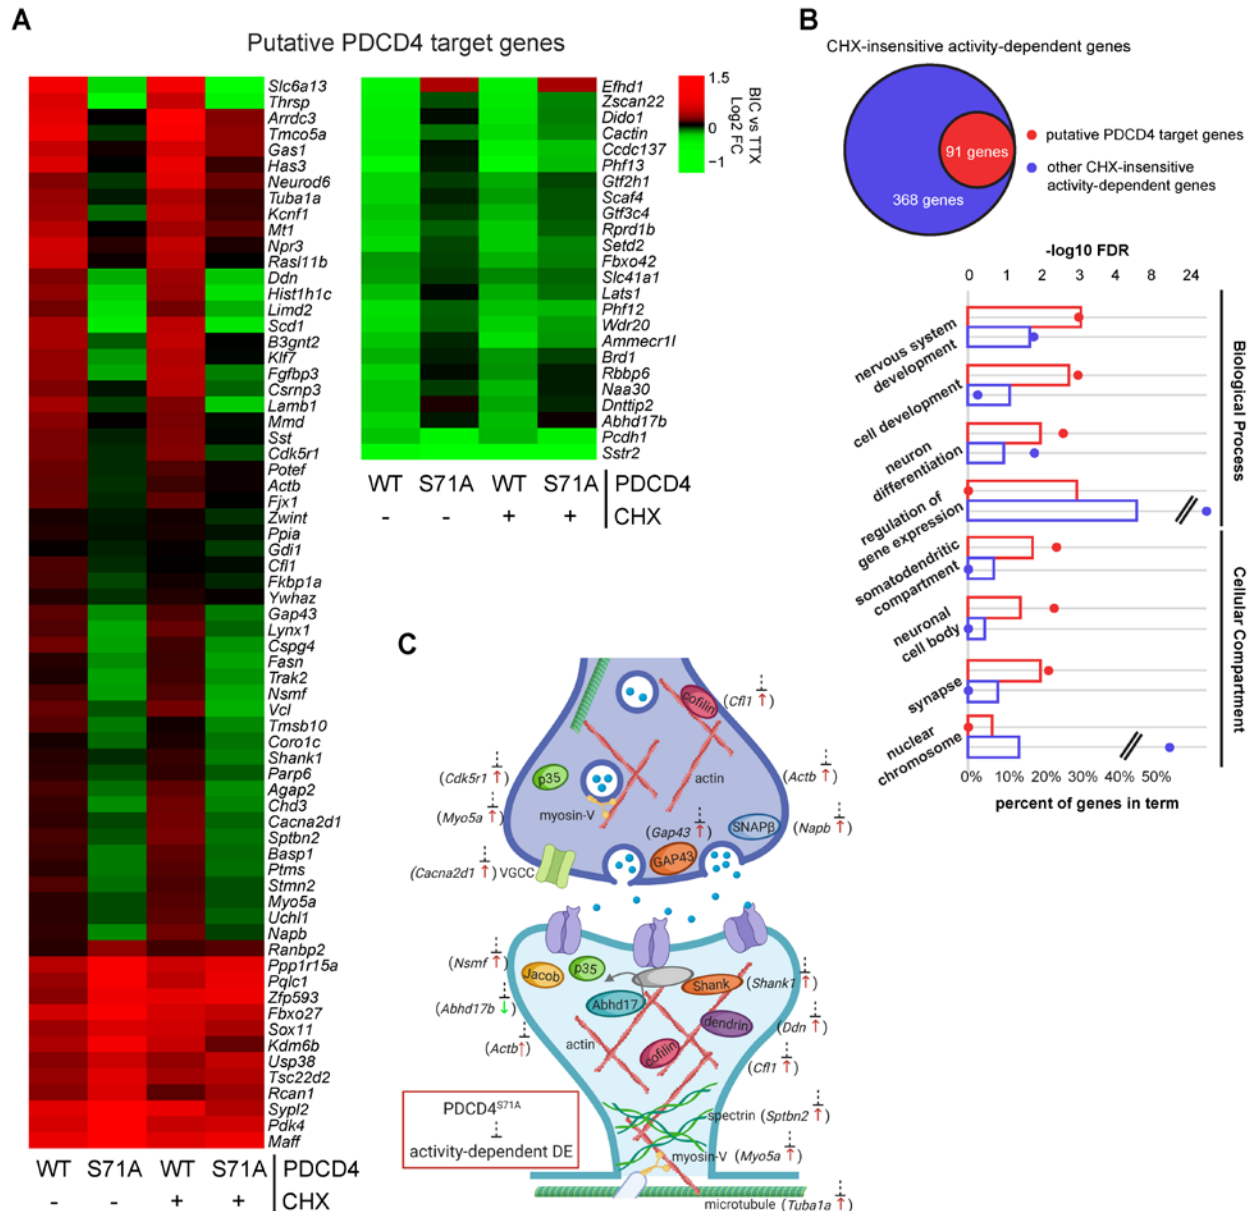 A
Putative PDCD4 target genes
Slc6a13
Thrsp
Arrdc3
Tmco5a
Gas1
Has3
Neurod6
Tuba1a
Kcnf1
Mt1
Npr3
Rasl11b
Ddn
Hist1h1c
Limd2
Scd1
B3gnt2
Klf7
Fgfbp3
Csrnp3
Lamb1
Mmd
Sst
Cdk5r1
Potef
Actb
Fjx1
Zwint
Ppia
Gdi1
Cfl1
Fkbp1a
Ywhaz
Gap43
Lynx1
Cspg4
Fasn
Trak2
Nsmf
Vcl
Tmsb10
Coro1c
Shank1
Parp6
Agap2
Chd3
Cacna2d1
Sptbn2
Basp1
Ptms
Stmn2
Myo5a
Uchl1
Napb
Ranbp2
Ppp1r15a
Pqlc1
Zfp593
Fbxo27
Sox11
Kdm6b
Usp38
Tsc22d2
Rcan1
Sypl2
Pdk4
Maff
WT S71A WT S71A PDCD4
- - + + CHX
Efhd1
Zscan22
Dido1
Cactin
Ccdc137
Phf13
Gtf2h1
Scaf4
Gtf3c4
Rprd1b
Setd2
Fbxo42
Slc41a1
Lats1
Phf12
Wdr20
Ammecr1l
Brd1
Rbbp6
Naa30
Dnttip2
Abhd17b
Pcdh1
Sstr2
WT S71A WT S71A PDCD4
- - + + CHX
1.5
0
−1
BIC vs TTX
Log2 FC
B
CHX-insensitive activity-dependent genes
91 genes
368 genes
putative PDCD4 target genes
other CHX-insensitive
activity-dependent genes
-log10 FDR
0 1 2 3 4 8 24
nervous system
development
cell development
neuron
differentiation
regulation of
gene expression
somatodendritic
compartment
neuronal
cell body
synapse
nuclear
chromosome
Biological Process
Cellular Compartment
0% 10% 20% 30% 40% 50%
percent of genes in term
C
cofilin (Cfl1 ↑)
(Cdk5r1 ↑) p35
actin (Actb ↑)
(Myo5a ↑) myosin-V
(Gap43 ↑) SNAPβ (Napb ↑)
GAP43
(Cacna2d1 ↑) VGCC
(Nsmf ↑) Jacob p35
Shank (Shank1 ↑)
(Abhd17b ↓) Abhd17
dendrin (Ddn ↑)
(Actb↑) actin
cofilin (Cfl1 ↑)
PDCD4S71A
activity-dependent DE
spectrin (Sptbn2 ↑)
myosin-V (Myo5a ↑)
microtubule (Tuba1a ↑)